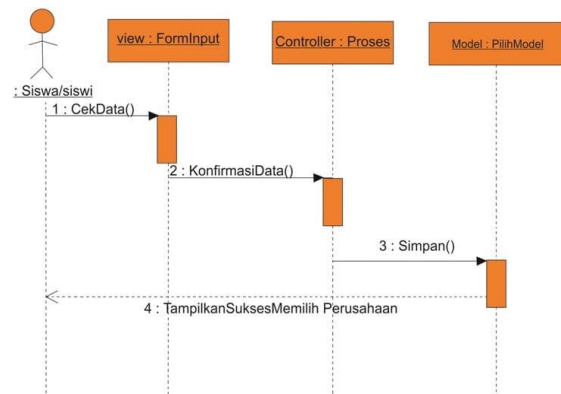 view : FormInput
Controller : Proses
Model : PilihModel
: Siswa/siswi
1 : CekData()
2 : KonfirmasiData()
3 : Simpan()
4 : TampilkanSuksesMemilih Perusahaan